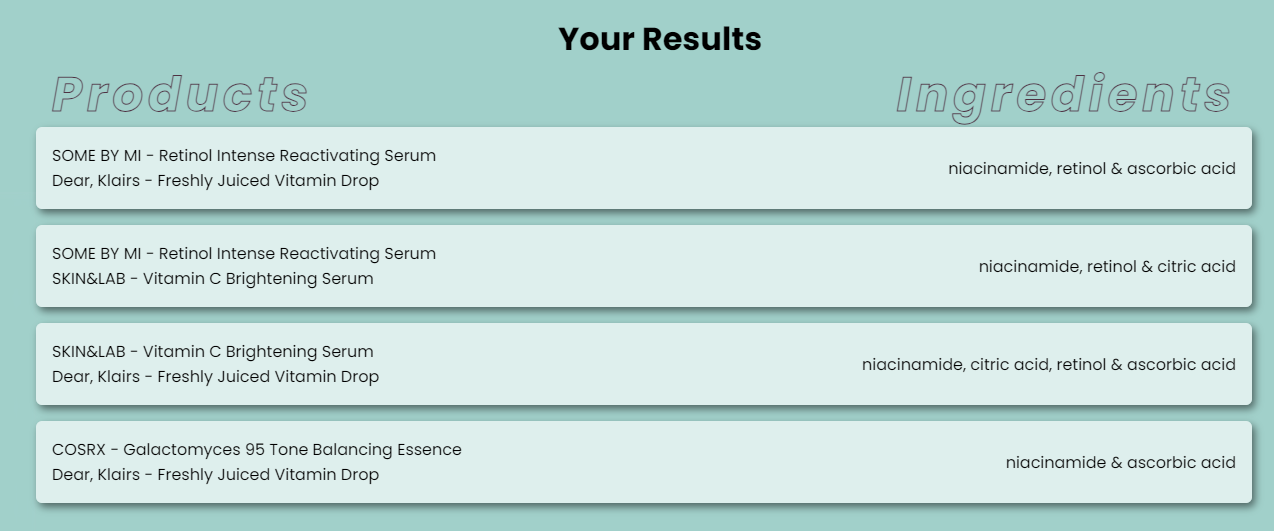 Your Results
Products
Ingredients
SOME BY MI - Retinol Intense Reactivating Serum
Dear, Klairs - Freshly Juiced Vitamin Drop
niacinamide, retinol & ascorbic acid
SOME BY MI - Retinol Intense Reactivating Serum
SKIN&LAB - Vitamin C Brightening Serum
niacinamide, retinol & citric acid
SKIN&LAB - Vitamin C Brightening Serum
Dear, Klairs - Freshly Juiced Vitamin Drop
niacinamide, citric acid, retinol & ascorbic acid
COSRX - Galactomyces 95 Tone Balancing Essence
Dear, Klairs - Freshly Juiced Vitamin Drop
niacinamide & ascorbic acid